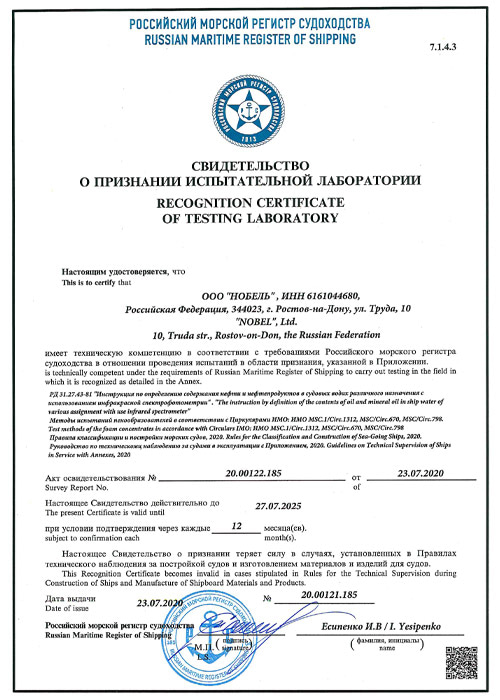 РОССИЙСКИЙ МОРСКОЙ РЕГИСТР СУДОХОДСТВА
RUSSIAN MARITIME REGISTER OF SHIPPING
7.1.4.3
РОССИЙСКИЙ МОРСКОЙ РЕГИСТР СУДОХОДСТВА
1913
СВИДЕТЕЛЬСТВО
О ПРИЗНАНИИ ИСПЫТАТЕЛЬНОЙ ЛАБОРАТОРИИ
RECOGNITION CERTIFICATE
OF TESTING LABORATORY
Настоящим удостоверяется, что
This is to certify that
ООО "НОБЕЛЬ" , ИНН 6161044680,
Российская Федерация, 344023, г. Ростов-на-Дону, ул. Труда, 10
"NOBEL", Ltd.
10, Truda str., Rostov-on-Don, the Russian Federation
имеет техническую компетенцию в соответствии с требованиями Российского морского регистра
судоходства в отношении проведения испытаний в области признания, указанной в Приложении.
is technically competent under the requirements of Russian Maritime Register of Shipping to carry out testing in the field in
which it is recognized as detailed in the Annex.
РД 31.27.43-81 "Инструкция по определению содержания нефти и нефтепродуктов в судовых водах различного назначения с
использованием инфракрасной спектрофотометрии" . "The instruction by definition of the contents of oil and mineral oil in ship water of
various assignment with use infrared spectrometer"
Методы испытаний пенообразователей в соответствии с Циркулярами ИМО: ИМО MSC.1/Circ.1312, MSC/Circ.670, MSC/Circ.798
Test methods of the foam concentrates in accordance with Circulars IMO: IMO MSC.1/Circ.1312, MSC/Circ.670, MSC/Circ.798.
Правила классификации и постройки морских судов, 2020. Rules for the Classification and Construction of Sea-Going Ships, 2020.
Руководство по техническому наблюдению за судами в эксплуатации с Приложением, 2020. Guidelines on Technical Supervision of Ships
in Service with Annexes, 2020
Акт освидетельствования № 20.00122.185 от 23.07.2020
Survey Report No. of
Настоящее Свидетельство действительно до 27.07.2025
The present Certificate is valid until
при условии подтверждения через каждые 12 месяца(ев).
subject to confirmation each month(s).
Настоящее Свидетельство о признании теряет силу в случаях, установленных в Правилах
технического наблюдения за постройкой судов и изготовлением материалов и изделий для судов.
This Recognition Certificate becomes invalid in cases stipulated in Rules for the Technical Supervision during
Construction of Ships and Manufacture of Shipboard Materials and Products.
Дата выдачи 23.07.2020 № 20.00121.185
Date of issue
Российский морской регистр судоходства Есипенко И.В / I. Yesipenko
Russian Maritime Register of Shipping
М.П. (подпись) (фамилия, инициалы)
L.S. signature name